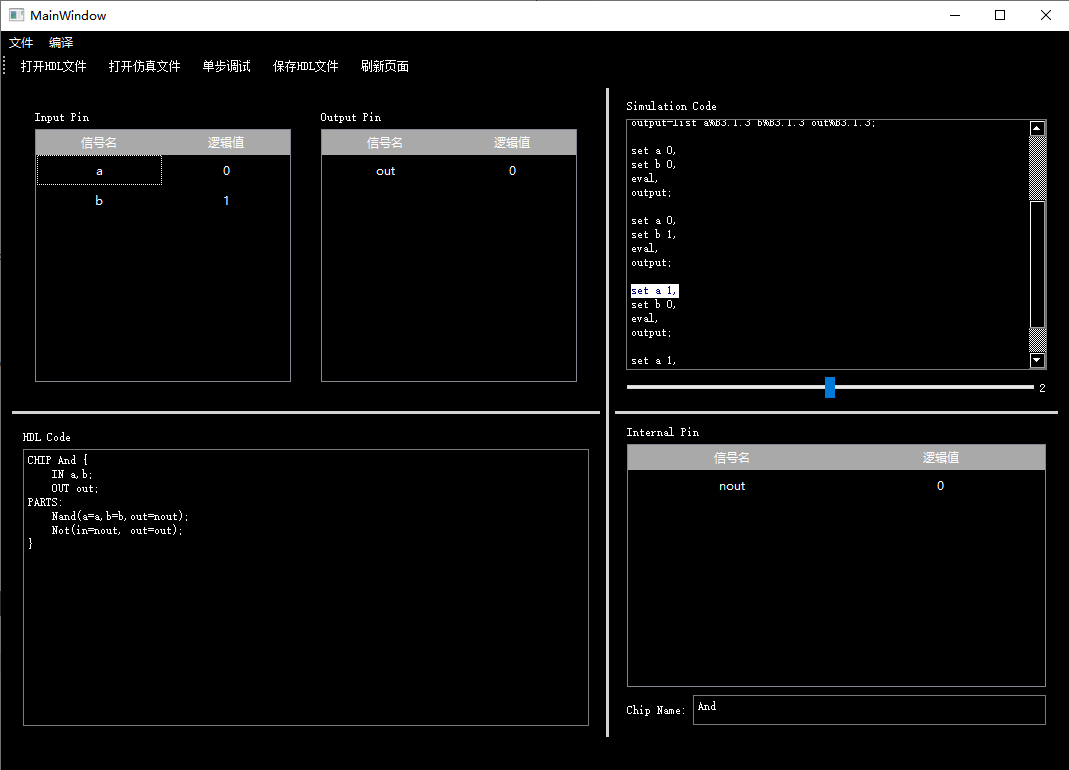 MainWindow
文件 编译
打开HDL文件 打开仿真文件 单步调试 保存HDL文件 刷新页面
Input Pin
信号名 逻辑值
a 0
b 1
Output Pin
信号名 逻辑值
out 0
Simulation Code
output-list a%B3.1.3 b%B3.1.3 out%B3.1.3;
set a 0,
set b 0,
eval,
output;
set a 0,
set b 1,
eval,
output;
set a 1,
set b 0,
eval,
output;
set a 1,
2
HDL Code
CHIP And {
IN a,b;
OUT out;
PARTS:
Nand(a=a,b=b,out=nout);
Not(in=nout, out=out);
}
Internal Pin
信号名 逻辑值
nout 0
Chip Name: And